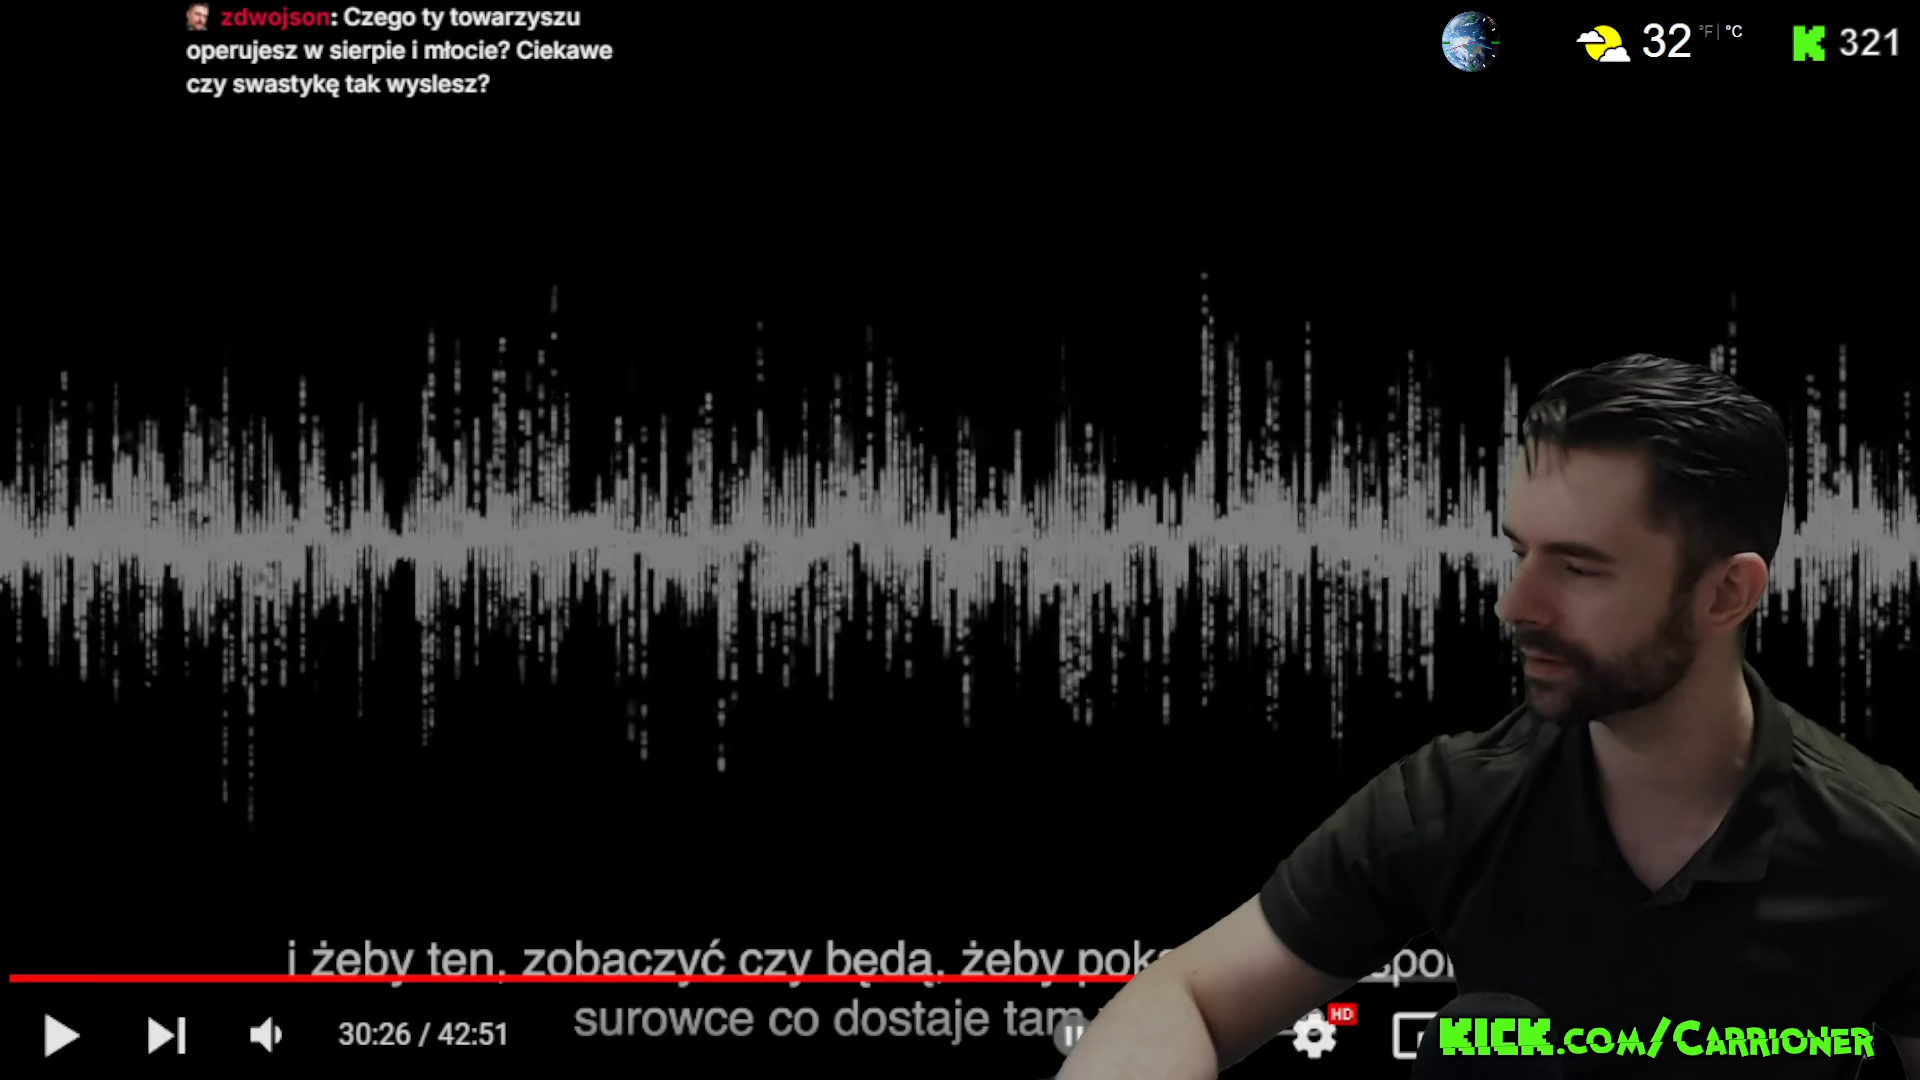 zdwojson: Czego ty towarzyszu
operujesz w sierpie i młocie? Ciekawe
czy swastykę tak wyslesz?
32 °F | °C
321
i żeby ten, zobaczyć czy będą, żeby
surowce co dostaje tam
HD
30:26 / 42:51
KICK.com/Carrioner